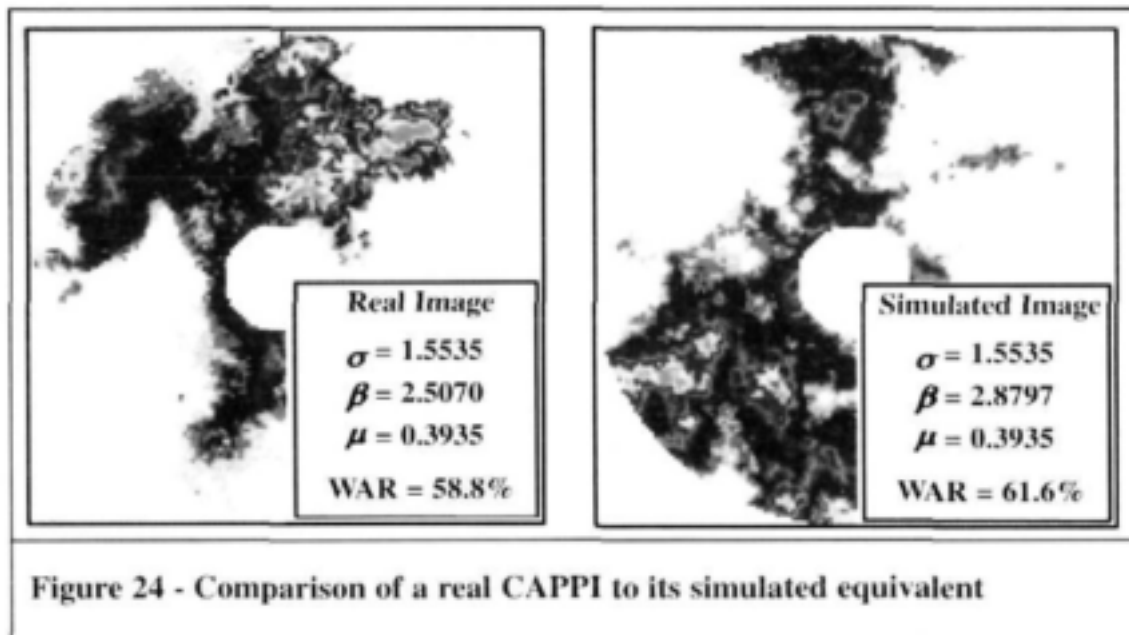 Real Image
σ = 1.5535
β = 2.5070
μ = 0.3935
WAR = 58.8%
Simulated Image
σ = 1.5535
β = 2.8797
μ = 0.3935
WAR = 61.6%
Figure 24 - Comparison of a real CAPPI to its simulated equivalent